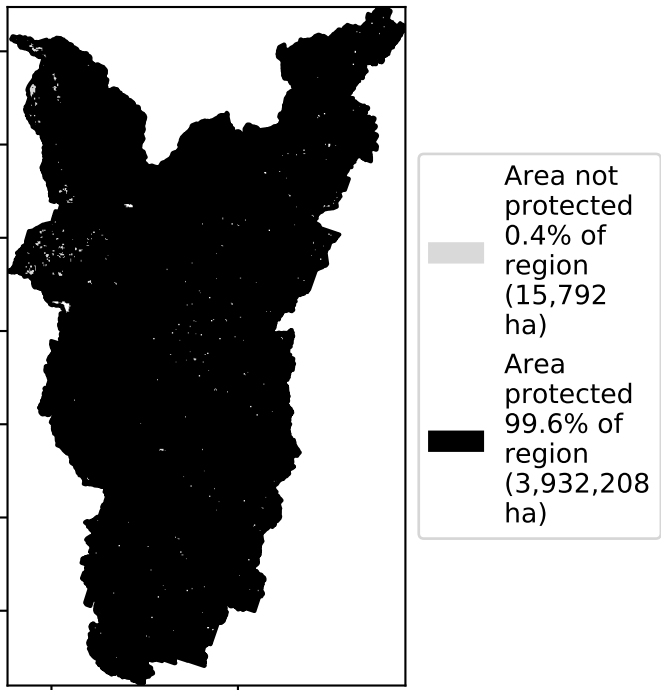 Area not
protected
0.4% of
region
(15,792
ha)
Area
protected
99.6% of
region
(3,932,208
ha)